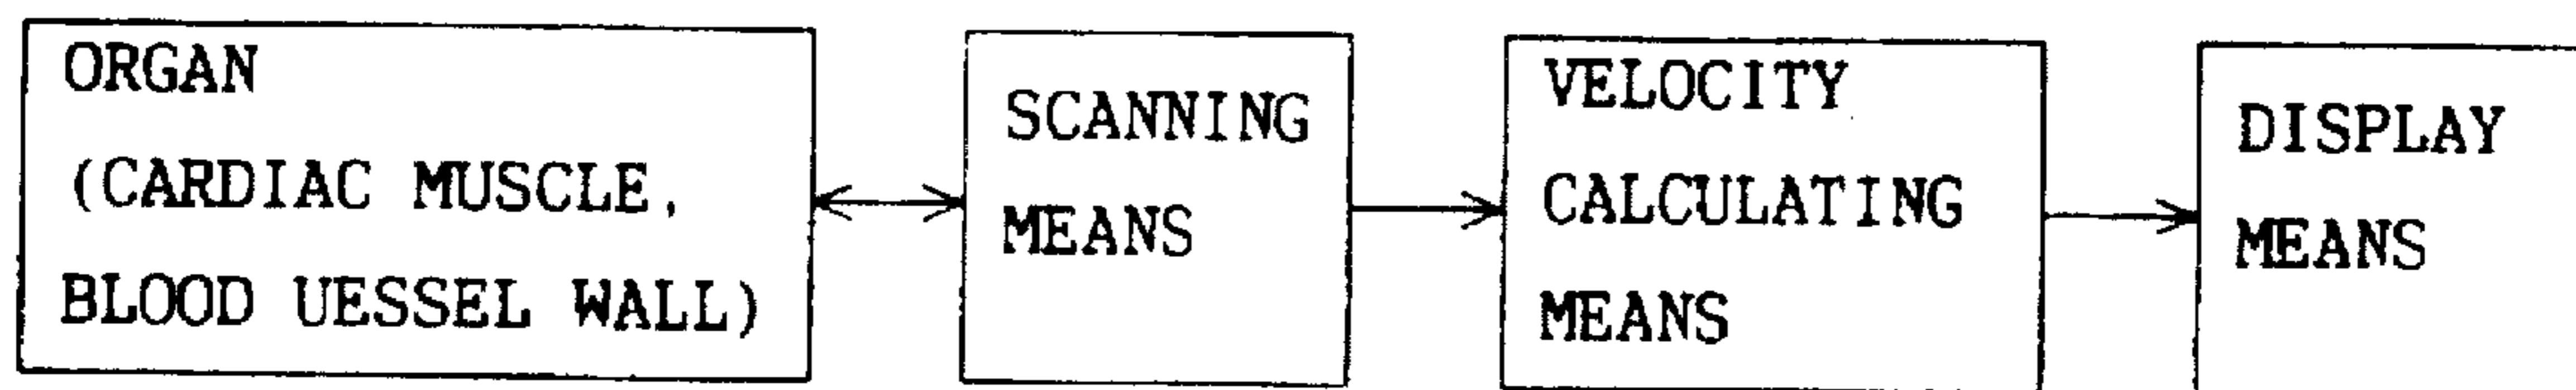 ORGAN
(CARDIAC MUSCLE,
BLOOD UESSEL WALL)
SCANNING
MEANS
VELOCITY
CALCULATING
MEANS
DISPLAY
MEANS